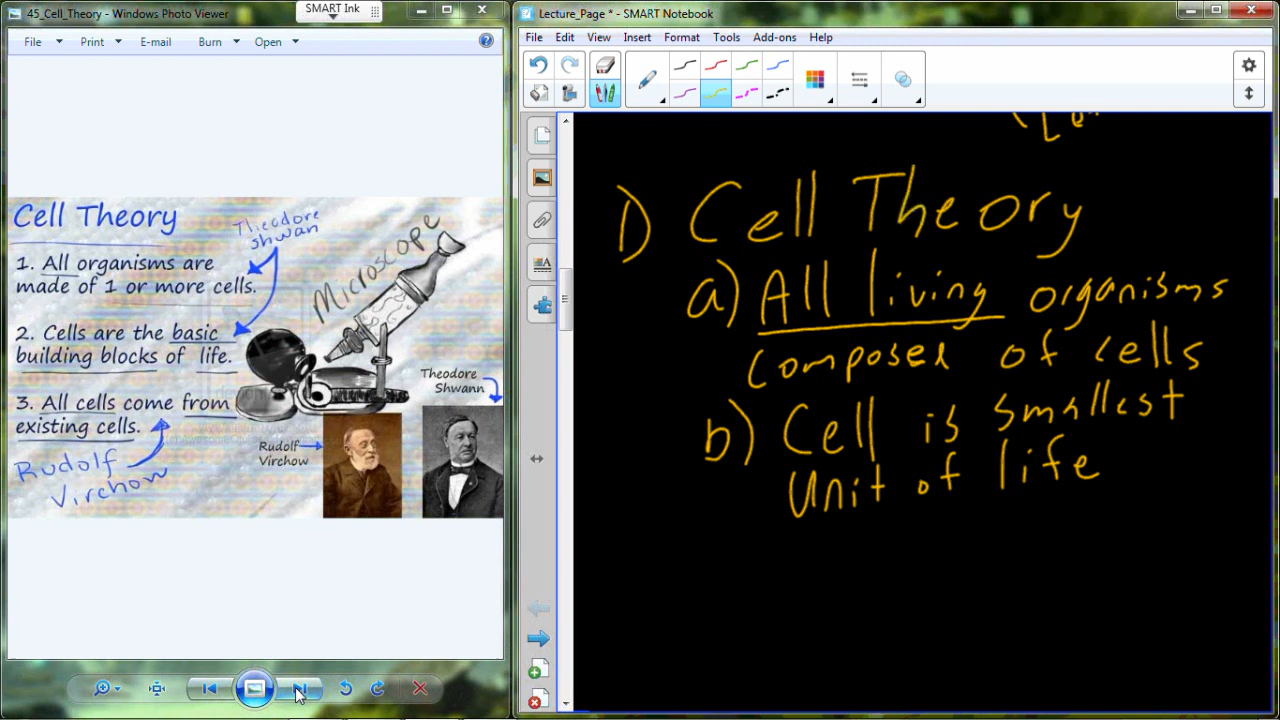 45_Cell_Theory - Windows Photo Viewer
SMART Ink
File Print E-mail Burn Open
Cell Theory
Theodore
shwan
1. All organisms are
made of 1 or more cells.
Microscope
2. Cells are the basic
building blocks of life.
Theodore
Shwann
3. All cells come from
existing cells.
Rudolf
Virchow
Rudolf
Virchow
Lecture_Page * - SMART Notebook
File Edit View Insert Format Tools Add-ons Help
1) Cell Theory
a) All living organisms
composed of cells
b) Cell is smallest
Unit of life